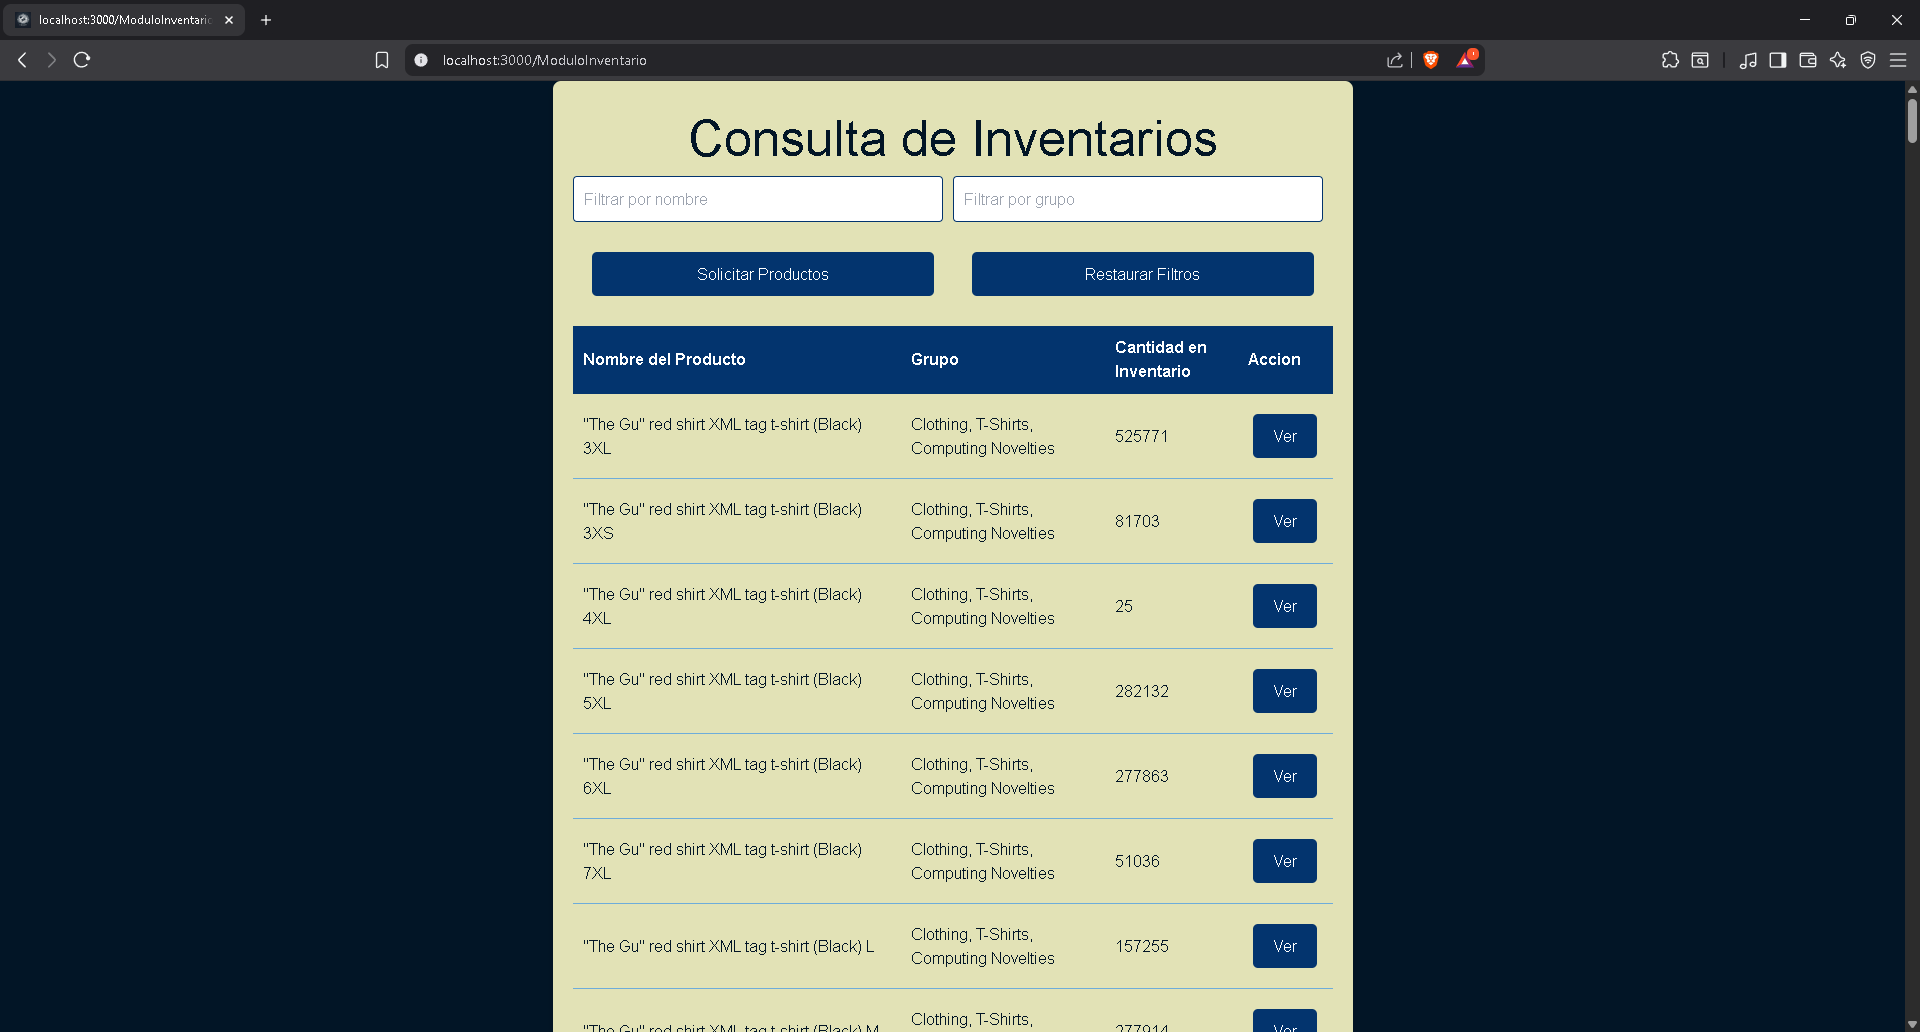 localhost:3000/ModuloInventario
localhost:3000/ModuloInventario
Consulta de Inventarios
Filtrar por nombre
Filtrar por grupo
Solicitar Productos
Restaurar Filtros
Nombre del Producto
Grupo
Cantidad en
Inventario
Accion
"The Gu" red shirt XML tag t-shirt (Black)
3XL
Clothing, T-Shirts,
Computing Novelties
525771
Ver
"The Gu" red shirt XML tag t-shirt (Black)
3XS
Clothing, T-Shirts,
Computing Novelties
81703
Ver
"The Gu" red shirt XML tag t-shirt (Black)
4XL
Clothing, T-Shirts,
Computing Novelties
25
Ver
"The Gu" red shirt XML tag t-shirt (Black)
5XL
Clothing, T-Shirts,
Computing Novelties
282132
Ver
"The Gu" red shirt XML tag t-shirt (Black)
6XL
Clothing, T-Shirts,
Computing Novelties
277863
Ver
"The Gu" red shirt XML tag t-shirt (Black)
7XL
Clothing, T-Shirts,
Computing Novelties
51036
Ver
"The Gu" red shirt XML tag t-shirt (Black) L
Clothing, T-Shirts,
Computing Novelties
157255
Ver
"The Gu" red shirt XML tag t-shirt (Black) M
Clothing, T-Shirts,
277914
Ver